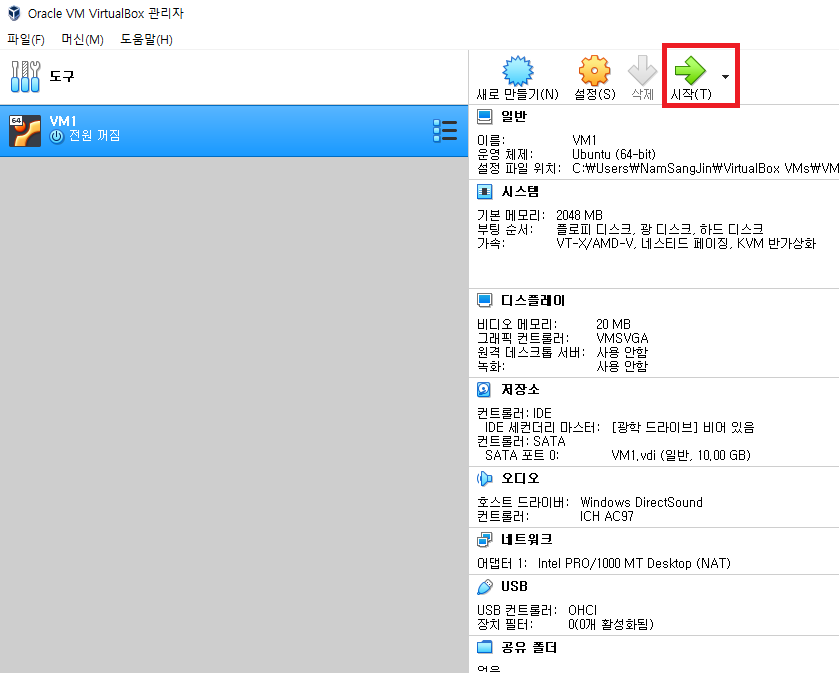 Oracle VM VirtualBox 관리자
파일(F) 머신(M) 도움말(H)
도구
새로 만들기(N) 설정(S) 삭제 시작(T)
64
VM1
전원 꺼짐
일반
이름: VM1
운영 체제: Ubuntu (64-bit)
설정 파일 위치: C:₩Users₩NamSangJin₩VirtualBox VMs₩VM
시스템
기본 메모리: 2048 MB
부팅 순서: 플로피 디스크, 광 디스크, 하드 디스크
가속: VT-X/AMD-V, 네스티드 페이징, KVM 반가상화
디스플레이
비디오 메모리: 20 MB
그래픽 컨트롤러: VMSVGA
원격 데스크톱 서버: 사용 안함
녹화: 사용 안함
저장소
컨트롤러: IDE
IDE 세컨더리 마스터: [광학 드라이브] 비어 있음
컨트롤러: SATA
SATA 포트 0: VM1.vdi (일반, 10.00 GB)
오디오
호스트 드라이버: Windows DirectSound
컨트롤러: ICH AC97
네트워크
어댑터 1: Intel PRO/1000 MT Desktop (NAT)
USB
USB 컨트롤러: OHCI
장치 필터: 0(0개 활성화됨)
공유 폴더
없음